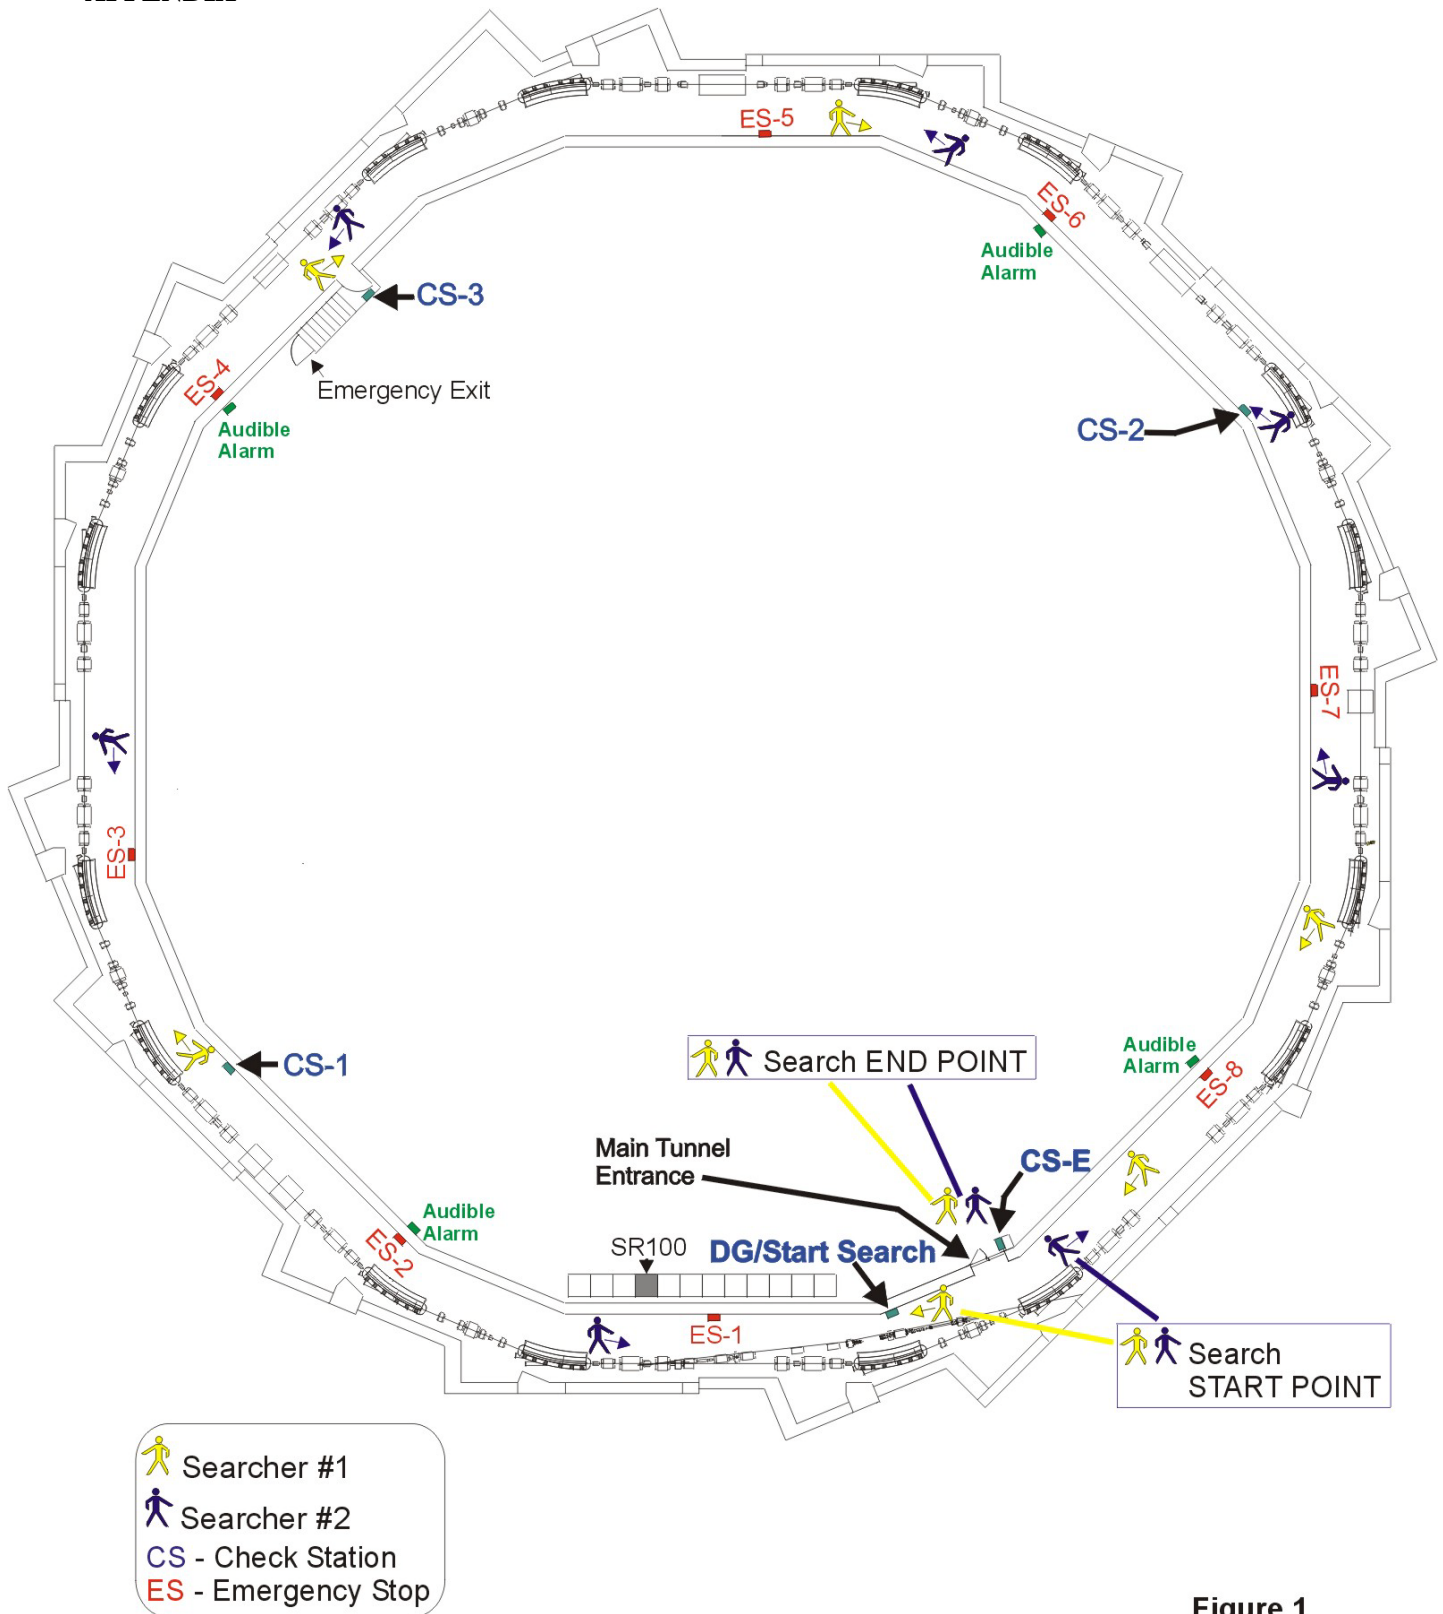 ES-5
ES-6
Audible
Alarm
CS-3
ES-4
Emergency Exit
Audible
Alarm
CS-2
ES-7
ES-3
CS-1
Search END POINT
Audible
Alarm
ES-8
Main Tunnel
Entrance
CS-E
Audible
Alarm
ES-2
SR100
DG/Start Search
ES-1
Search
START POINT
Searcher #1
Searcher #2
CS - Check Station
ES - Emergency Stop
Figure 1